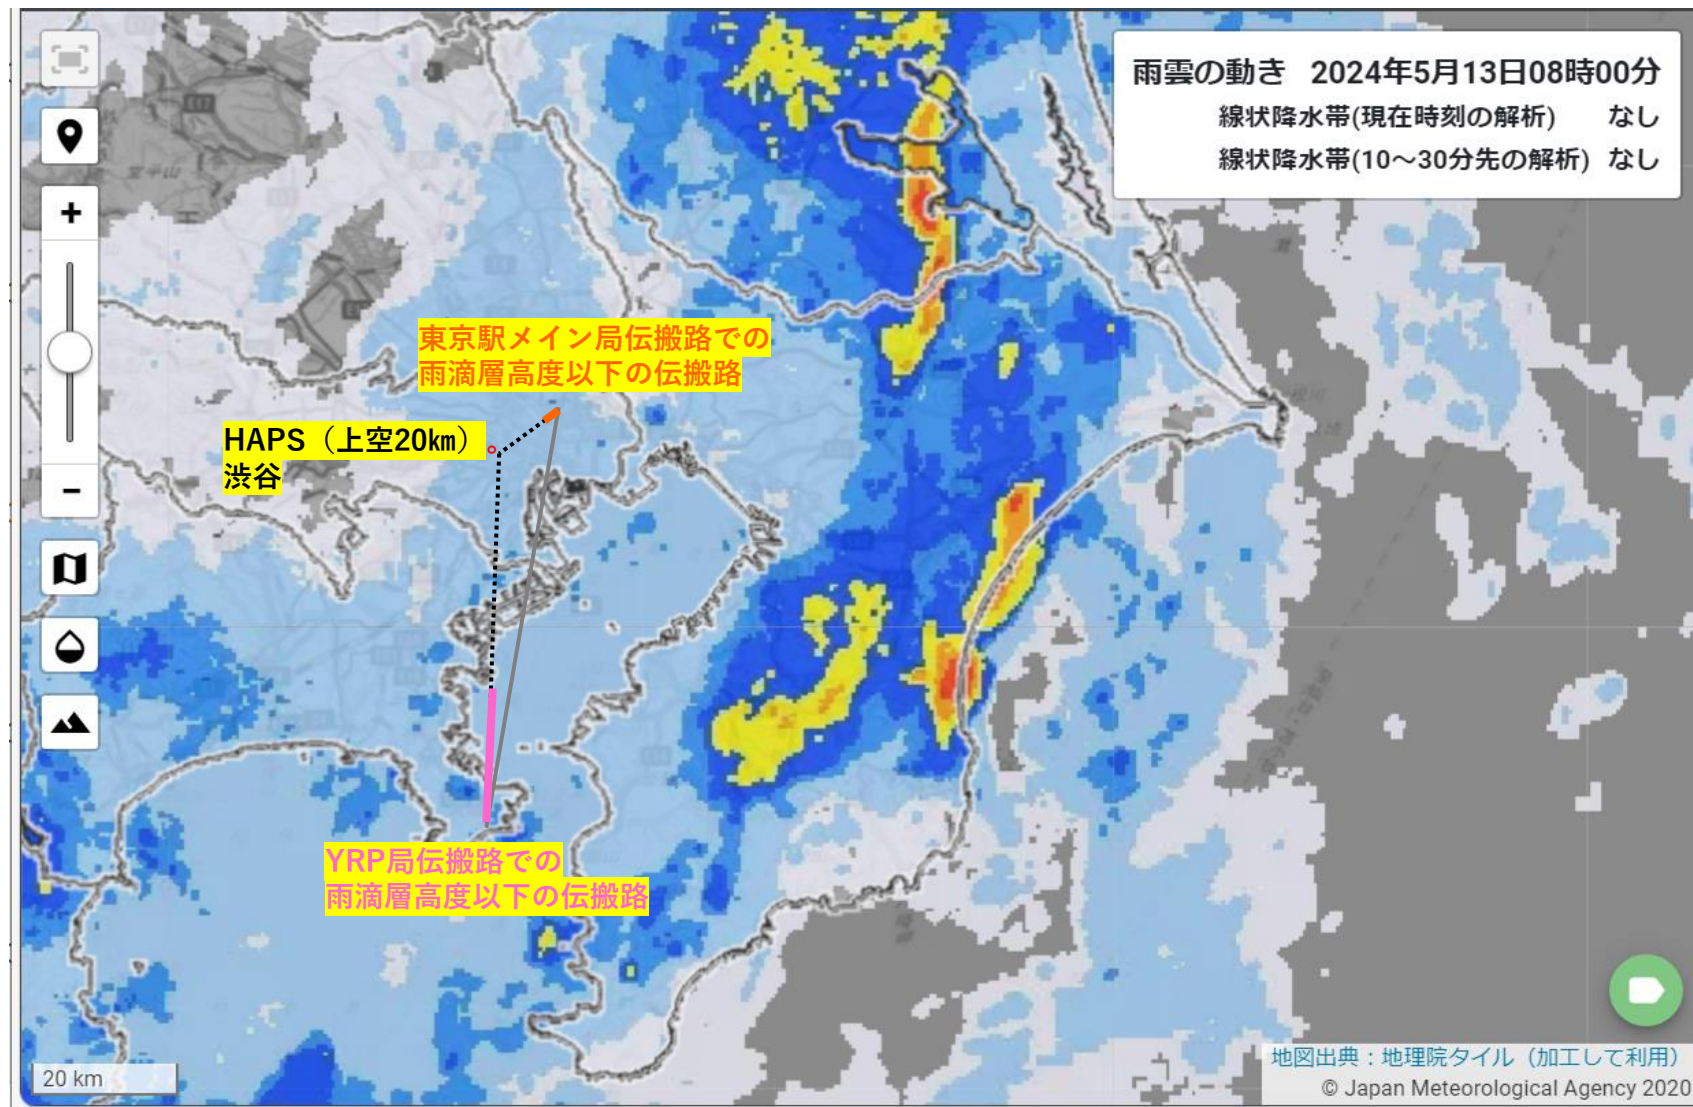 雨雲の動き 2024年5月13日08時00分
線状降水帯(現在時刻の解析) なし
線状降水帯(10～30分先の解析) なし
+
−
東京駅メイン局伝搬路での
雨滴層高度以下の伝搬路
HAPS（上空20㎞）
渋谷
YRP局伝搬路での
雨滴層高度以下の伝搬路
20 km
地図出典：地理院タイル（加工して利用）
© Japan Meteorological Agency 2020